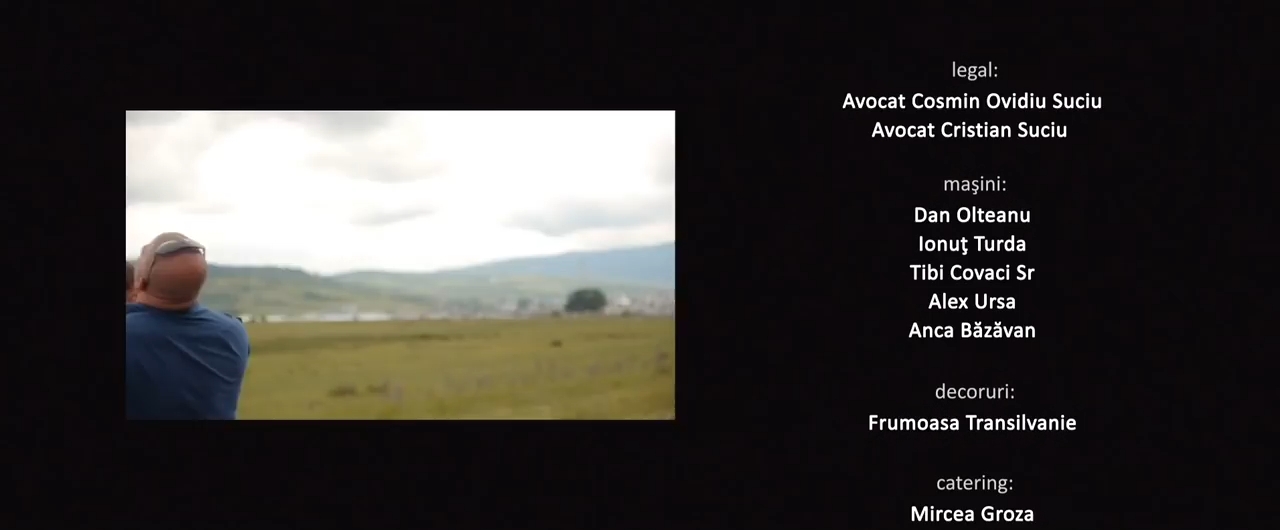 legal:
Avocat Cosmin Ovidiu Suciu
Avocat Cristian Suciu
maşini:
Dan Olteanu
Ionuţ Turda
Tibi Covaci Sr
Alex Ursa
Anca Băzăvan
decoruri:
Frumoasa Transilvanie
catering:
Mircea Groza